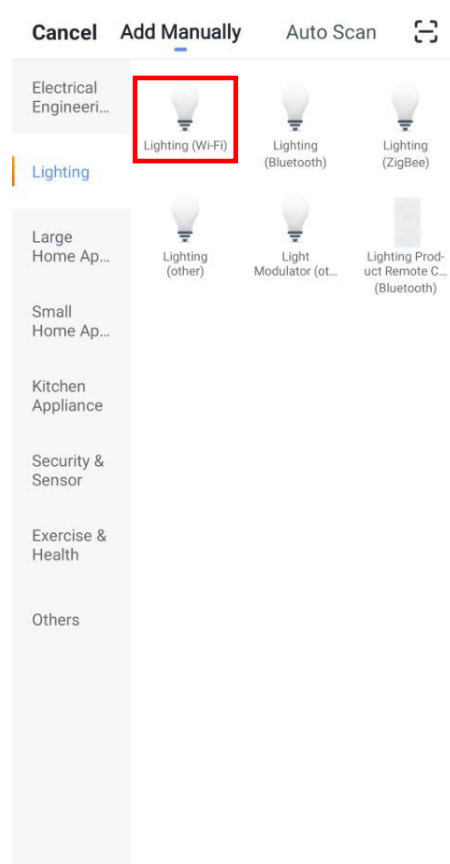 Cancel Add Manually Auto Scan
Electrical
Engineeri...
Lighting
Large
Home Ap...
Small
Home Ap...
Kitchen
Appliance
Security &
Sensor
Exercise &
Health
Others
Lighting (Wi-Fi)
Lighting
(Bluetooth)
Lighting
(ZigBee)
Lighting
(other)
Light
Modulator (ot...
Lighting Prod-
uct Remote C...
(Bluetooth)